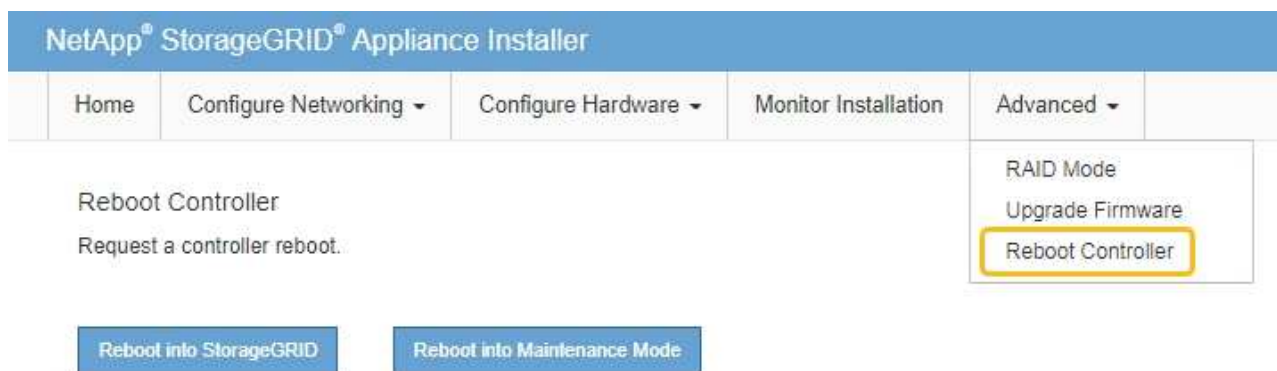 NetApp® StorageGRID® Appliance Installer
Home Configure Networking Configure Hardware Monitor Installation Advanced
RAID Mode
Upgrade Firmware
Reboot Controller
Reboot Controller
Request a controller reboot.
Reboot into StorageGRID Reboot into Maintenance Mode